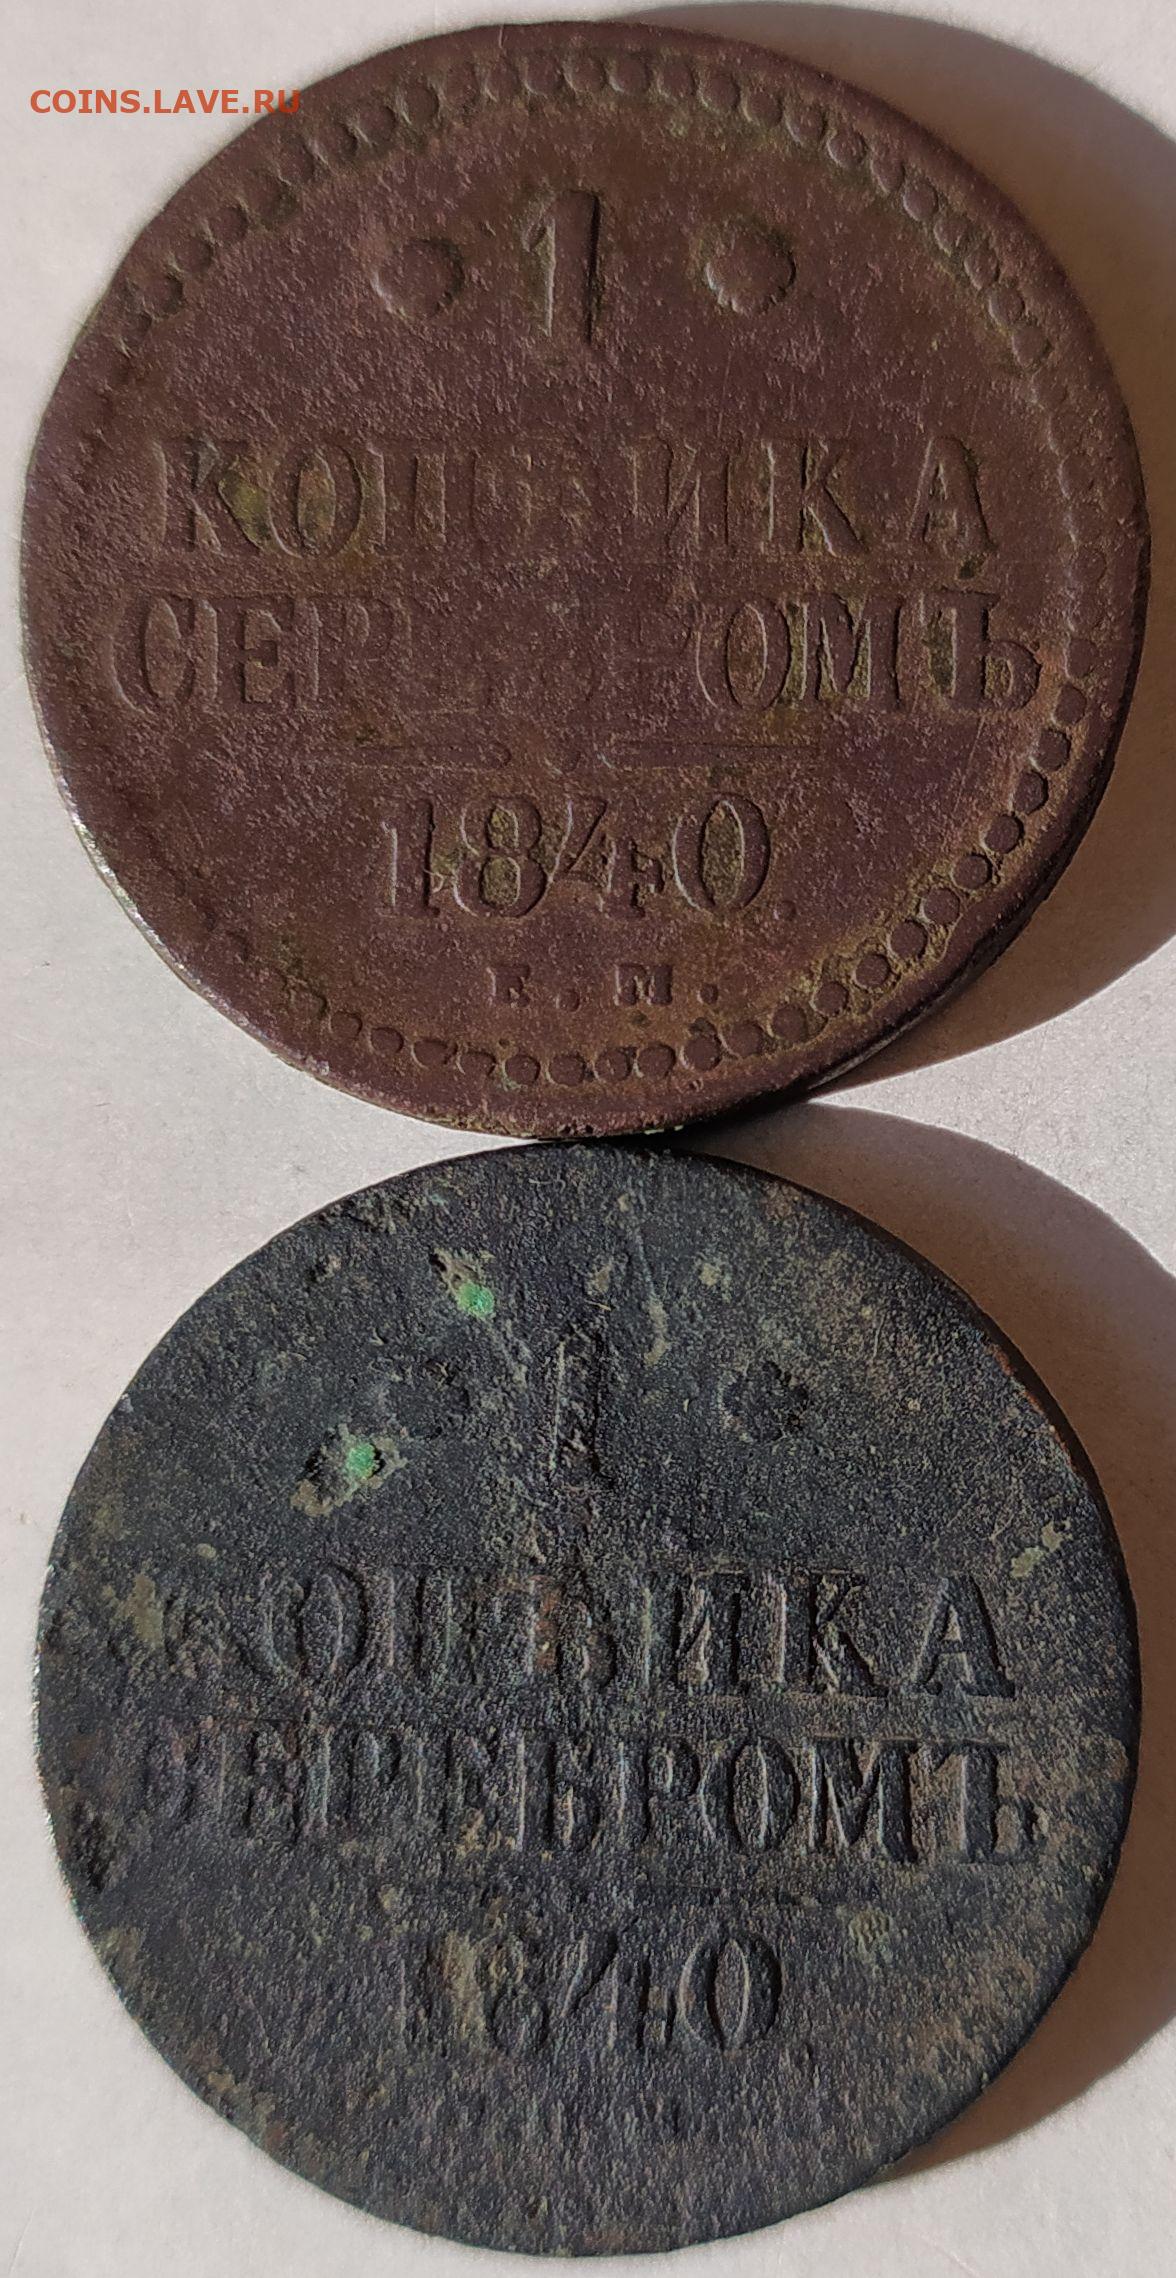 COINS.LAVE.RU
1
КОПѢЙКА
СЕРЕБРОМЪ
1840.
Е.М.
1
КОПѢЙКА
СЕРЕБРОМЪ
1840